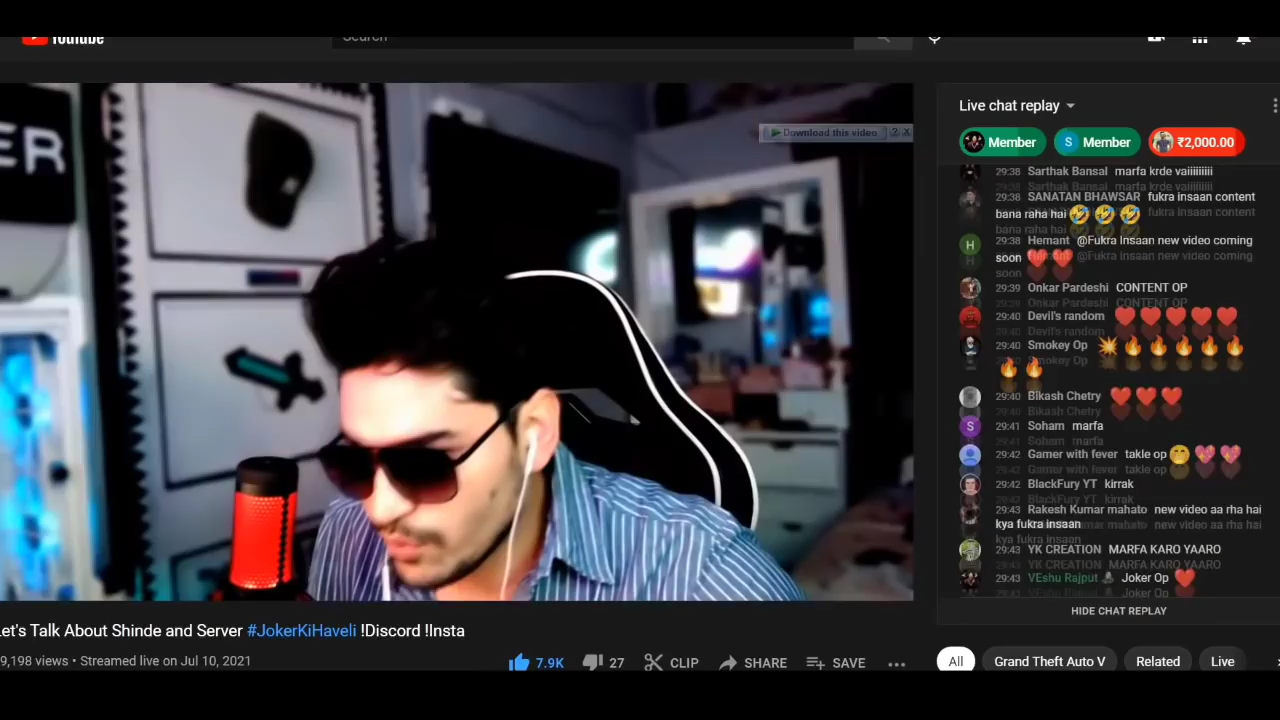 YouTube
Search
ER
Download this video ? X
Live chat replay
Member
S Member
₹2,000.00
29:38 Sarthak Bansal marfa krde vaiiiiiiiii
29:38 SANATAN BHAWSAR fukra insaan content
bana raha hai 🤣🤣🤣
H 29:38 Hemant @Fukra Insaan new video coming
soon ❤️❤️
29:39 Onkar Pardeshi CONTENT OP
29:40 Devil's random ❤️❤️❤️❤️❤️
29:40 Smokey Op 💥🔥🔥🔥🔥🔥
🔥🔥
29:40 Bikash Chetry ❤️❤️❤️
S 29:41 Soham marfa
29:42 Gamer with fever takle op 🤭💖💖
29:42 BlackFury YT kirrak
29:43 Rakesh Kumar mahato new video aa rha hai
kya fukra insaan
29:43 YK CREATION MARFA KARO YAARO
29:43 VEshu Rajput Joker Op ❤️
HIDE CHAT REPLAY
Let's Talk About Shinde and Server #JokerKiHaveli !Discord !Insta
9,198 views • Streamed live on Jul 10, 2021
7.9K 27 CLIP SHARE SAVE ...
All Grand Theft Auto V Related Live